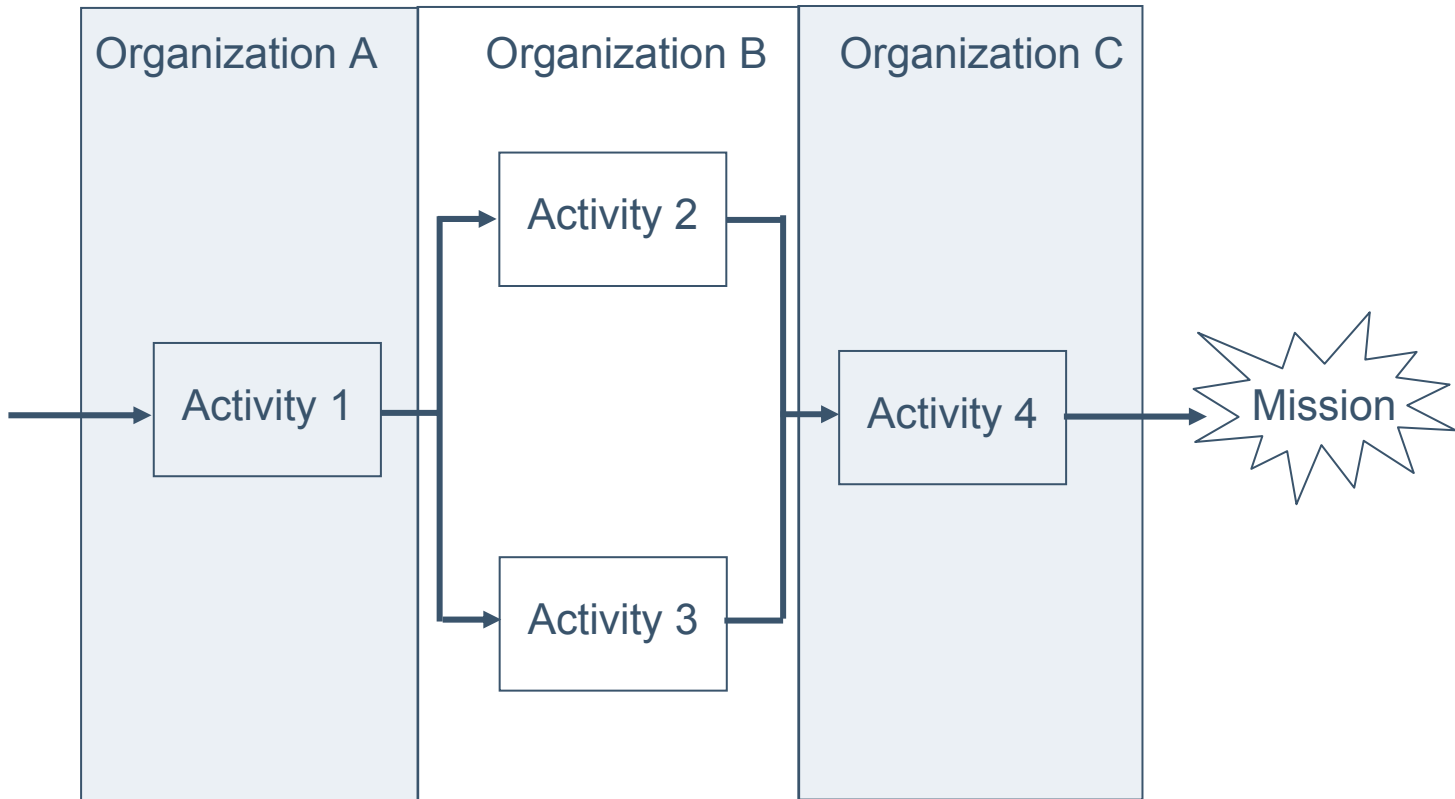 Organization A
Organization B
Organization C
Activity 2
Activity 1
Activity 4
Mission
Activity 3